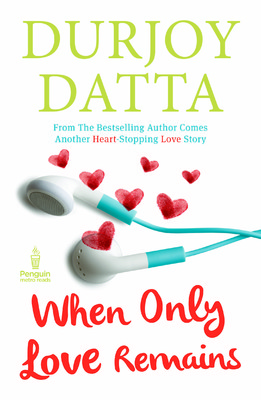 DURJOY
DATTA
From The Bestselling Author Comes
Another Heart-Stopping Love Story
Penguin
metro reads
When Only
Love Remains